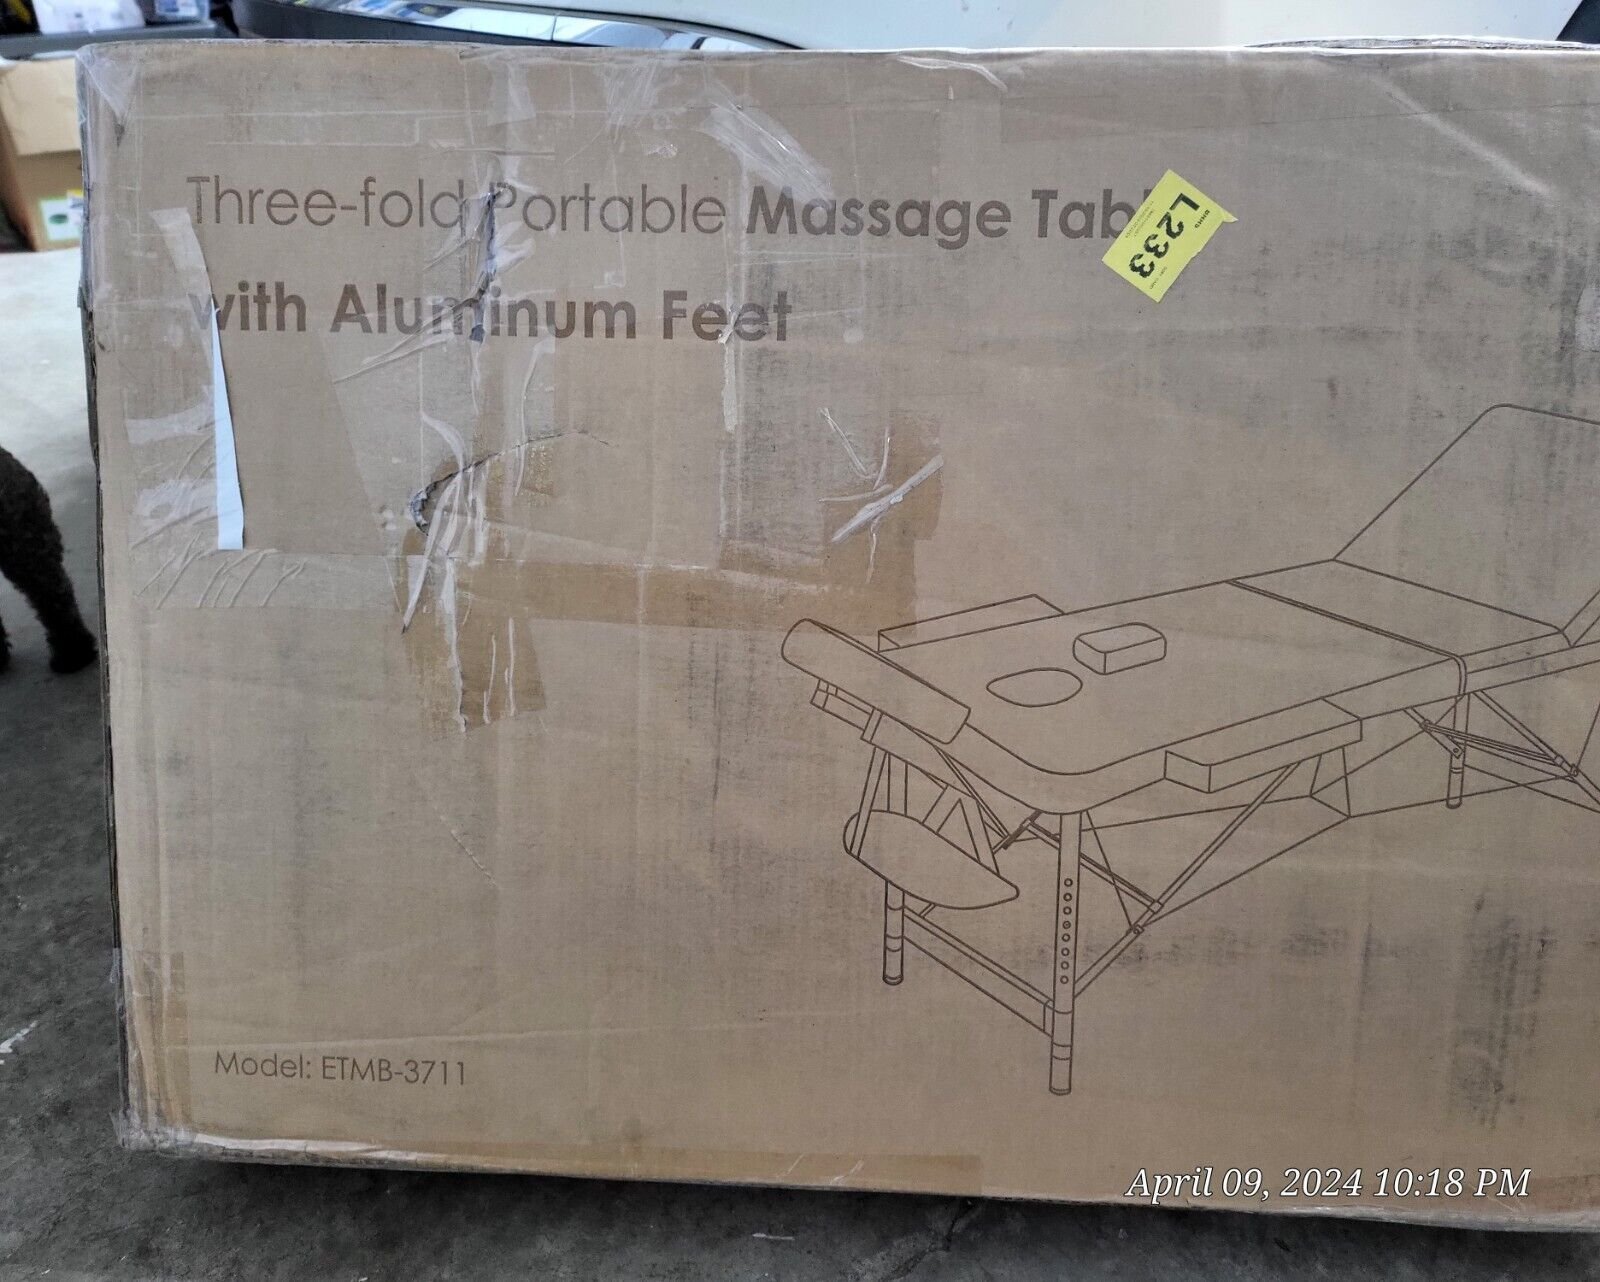 Three-fold Portable Massage Tab
with Aluminum Feet
L233
Model: ETMB-3711
April 09, 2024 10:18 PM